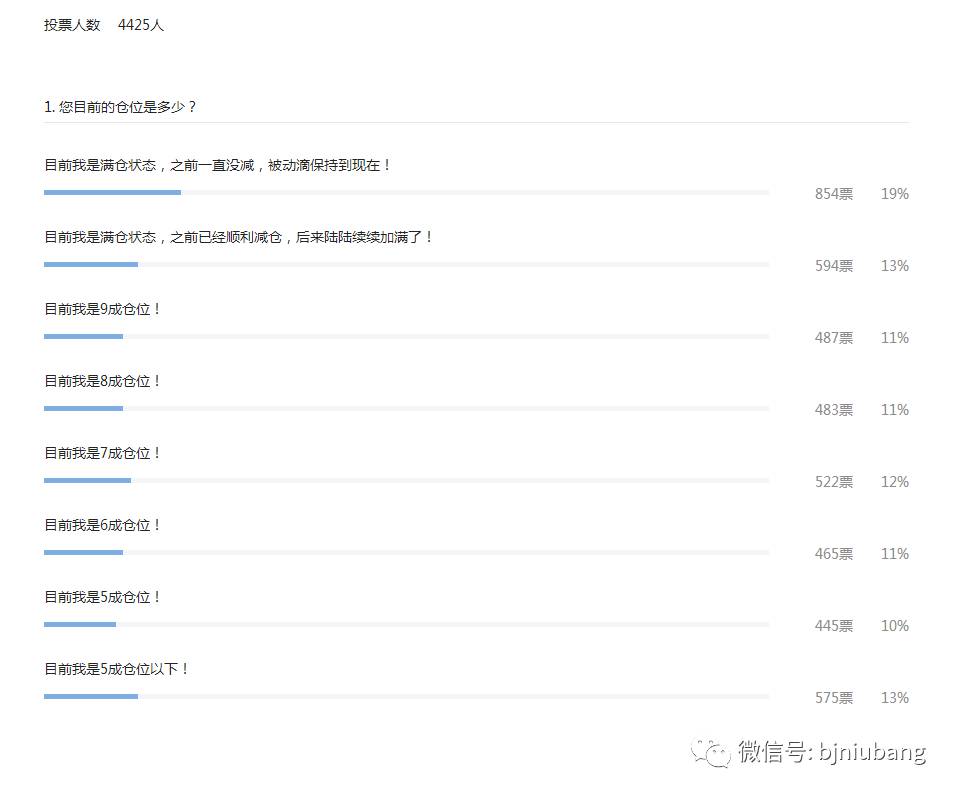 投票人数 4425人
1. 您目前的仓位是多少？
目前我是满仓状态，之前一直没减，被动滴保持到现在！
854票 19%
目前我是满仓状态，之前已经顺利减仓，后来陆陆续续加满了！
594票 13%
目前我是9成仓位！
487票 11%
目前我是8成仓位！
483票 11%
目前我是7成仓位！
522票 12%
目前我是6成仓位！
465票 11%
目前我是5成仓位！
445票 10%
目前我是5成仓位以下！
575票 13%
微信号: bjniubang